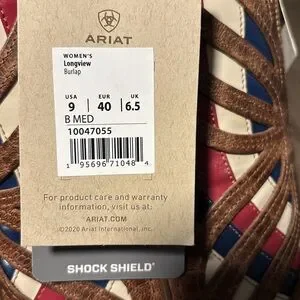 ARIAT
WOMEN'S
Longview
Burlap
USA EUR UK
9 40 6.5
B MED
10047055
1 95696 71048 4
For product care and warranty
information, visit us at:
ARIAT.COM
©2020 Ariat International, Inc.
SHOCK SHIELD®